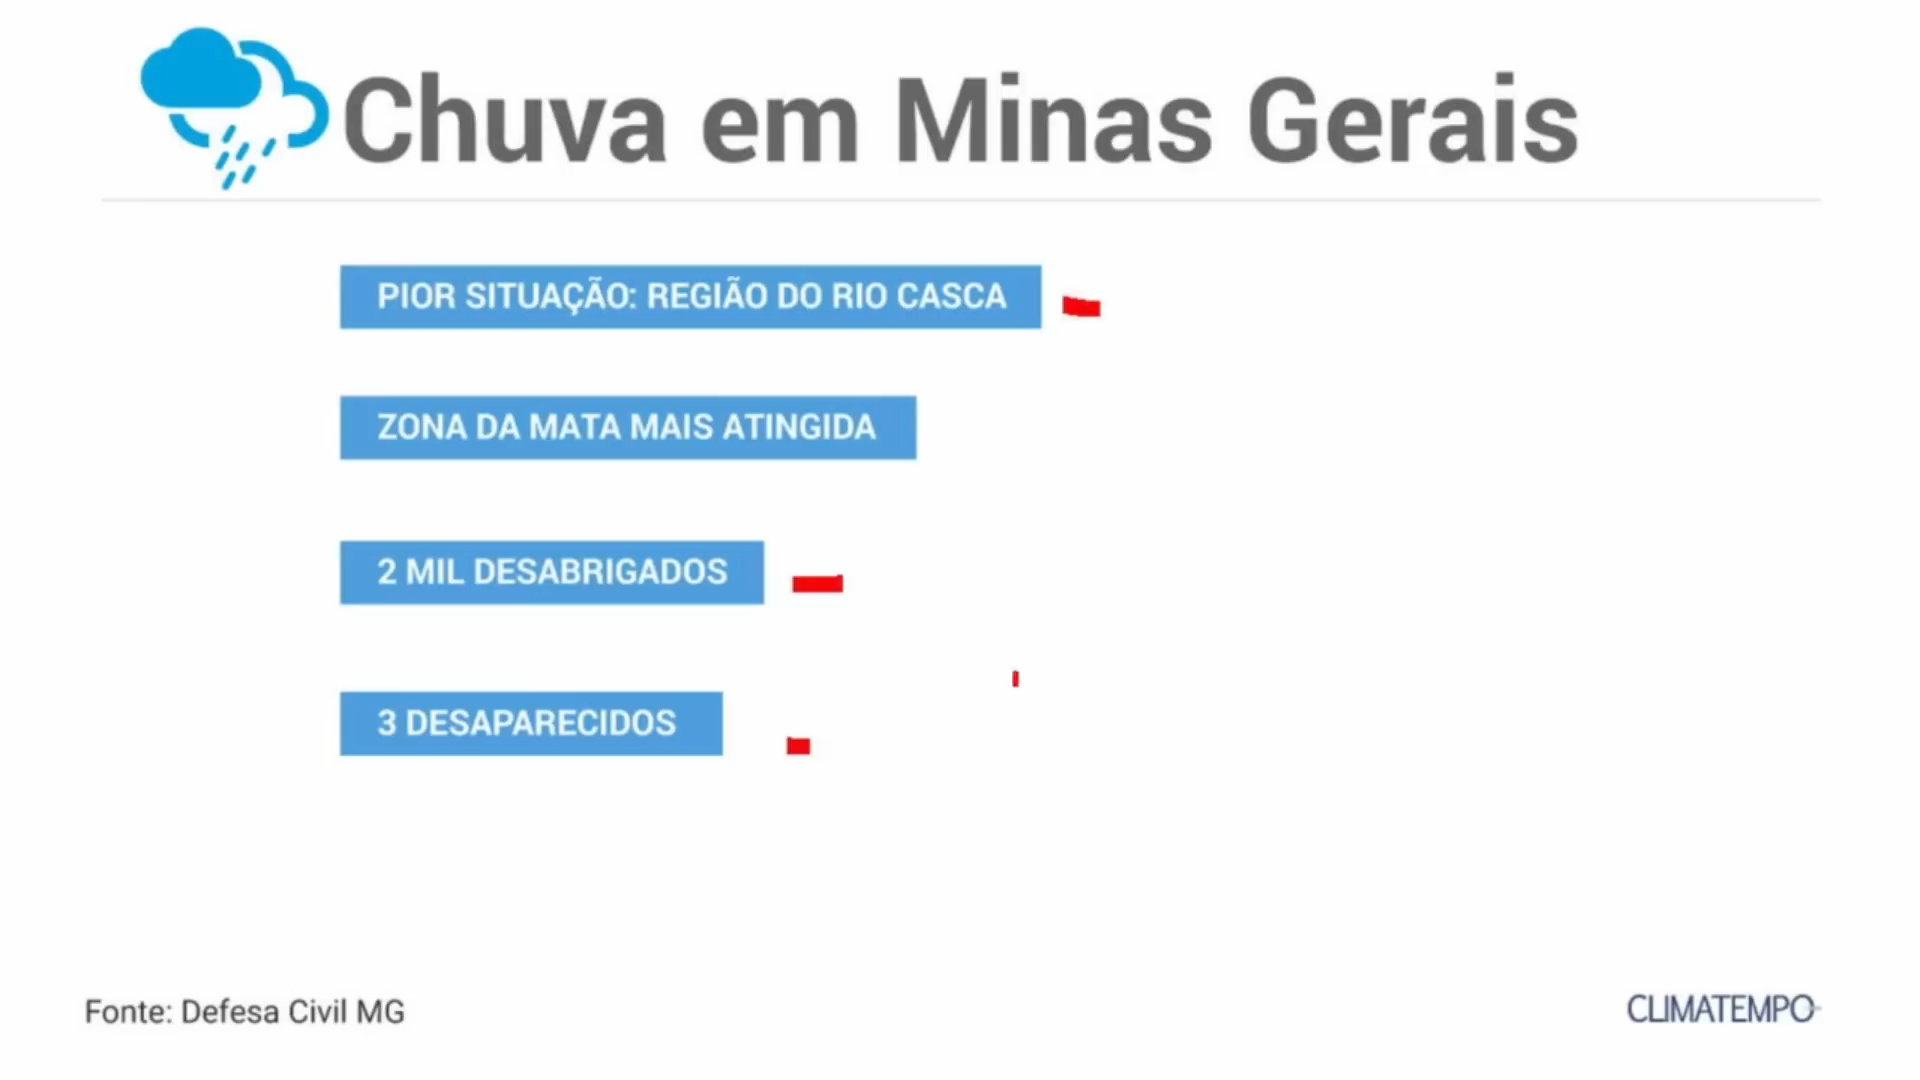 Chuva em Minas Gerais
PIOR SITUAÇÃO: REGIÃO DO RIO CASCA
ZONA DA MATA MAIS ATINGIDA
2 MIL DESABRIGADOS
3 DESAPARECIDOS
Fonte: Defesa Civil MG
CLIMATEMPO